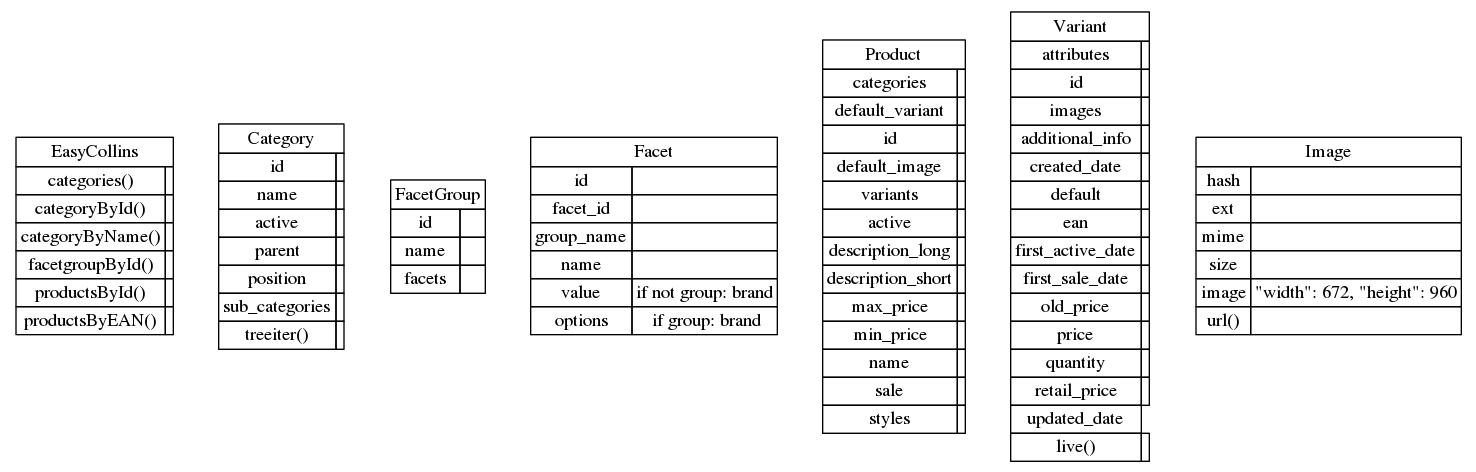 EasyCollins
categories()
categoryById()
categoryByName()
facetgroupById()
productsById()
productsByEAN()
Category
id
name
active
parent
position
sub_categories
treeiter()
FacetGroup
id
name
facets
Facet
id
facet_id
group_name
name
value if not group: brand
options if group: brand
Product
categories
default_variant
id
default_image
variants
active
description_long
description_short
max_price
min_price
name
sale
styles
Variant
attributes
id
images
additional_info
created_date
default
ean
first_active_date
first_sale_date
old_price
price
quantity
retail_price
updated_date
live()
Image
hash
ext
mime
size
image "width": 672, "height": 960
url()